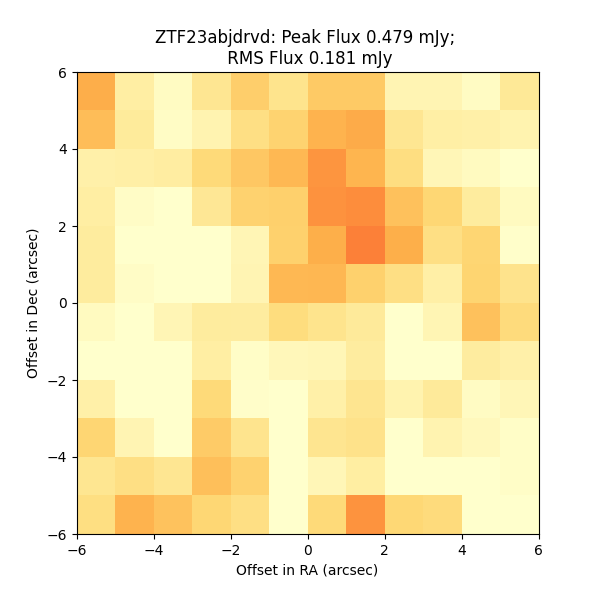 ZTF23abjdrvd: Peak Flux 0.479 mJy;
RMS Flux 0.181 mJy
6
4
2
0
−2
−4
−6
Offset in Dec (arcsec)
−6 −4 −2 0 2 4 6
Offset in RA (arcsec)